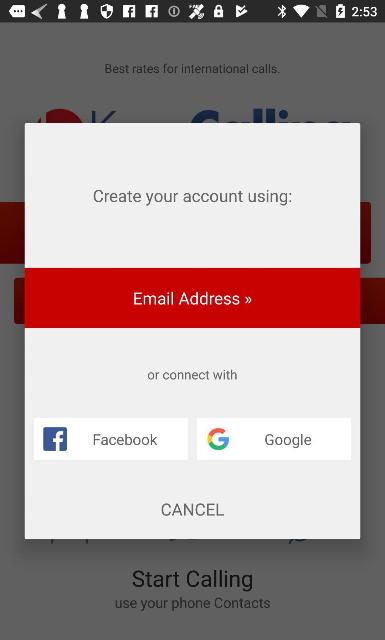 2:53
Best rates for international calls.
Create your account using:
Email Address »
or connect with
Facebook
Google
CANCEL
Start Calling
use your phone Contacts